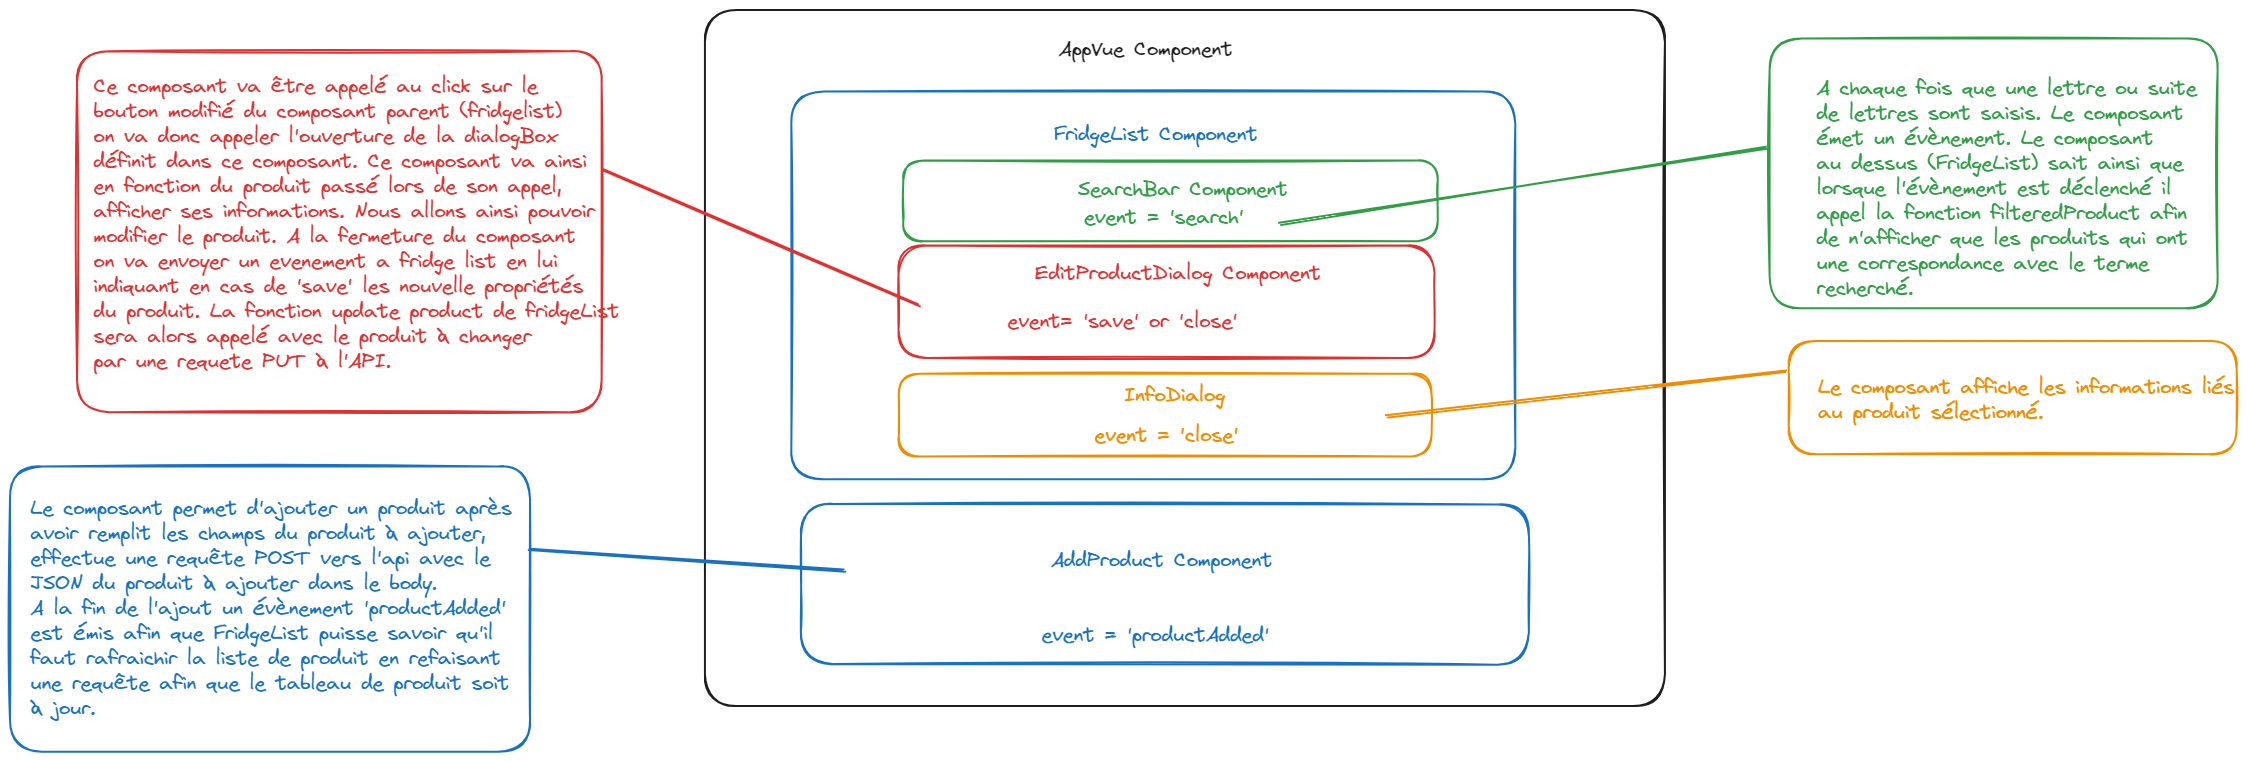 Ce composant va être appelé au click sur le
bouton modifié du composant parent (fridgelist)
on va donc appeler l'ouverture de la dialogBox
définit dans ce composant. Ce composant va ainsi
en fonction du produit passé lors de son appel,
afficher ses informations. Nous allons ainsi pouvoir
modifier le produit. A la fermeture du composant
on va envoyer un evenement a fridge list en lui
indiquant en cas de 'save' les nouvelle propriétés
du produit. La fonction update product de fridgeList
sera alors appelé avec le produit à changer
par une requete PUT à l'API.
Le composant permet d'ajouter un produit après
avoir remplit les champs du produit à ajouter,
effectue une requête POST vers l'api avec le
JSON du produit à ajouter dans le body.
A la fin de l'ajout un évènement 'productAdded'
est émis afin que FridgeList puisse savoir qu'il
faut rafraichir la liste de produit en refaisant
une requête afin que le tableau de produit soit
à jour.
AppVue Component
FridgeList Component
SearchBar Component
event = 'search'
EditProductDialog Component
event= 'save' or 'close'
InfoDialog
event = 'close'
AddProduct Component
event = 'productAdded'
A chaque fois que une lettre ou suite
de lettres sont saisis. Le composant
émet un évènement. Le composant
au dessus (FridgeList) sait ainsi que
lorsque l'évènement est déclenché il
appel la fonction filteredProduct afin
de n'afficher que les produits qui ont
une correspondance avec le terme
recherché.
Le composant affiche les informations liés
au produit sélectionné.